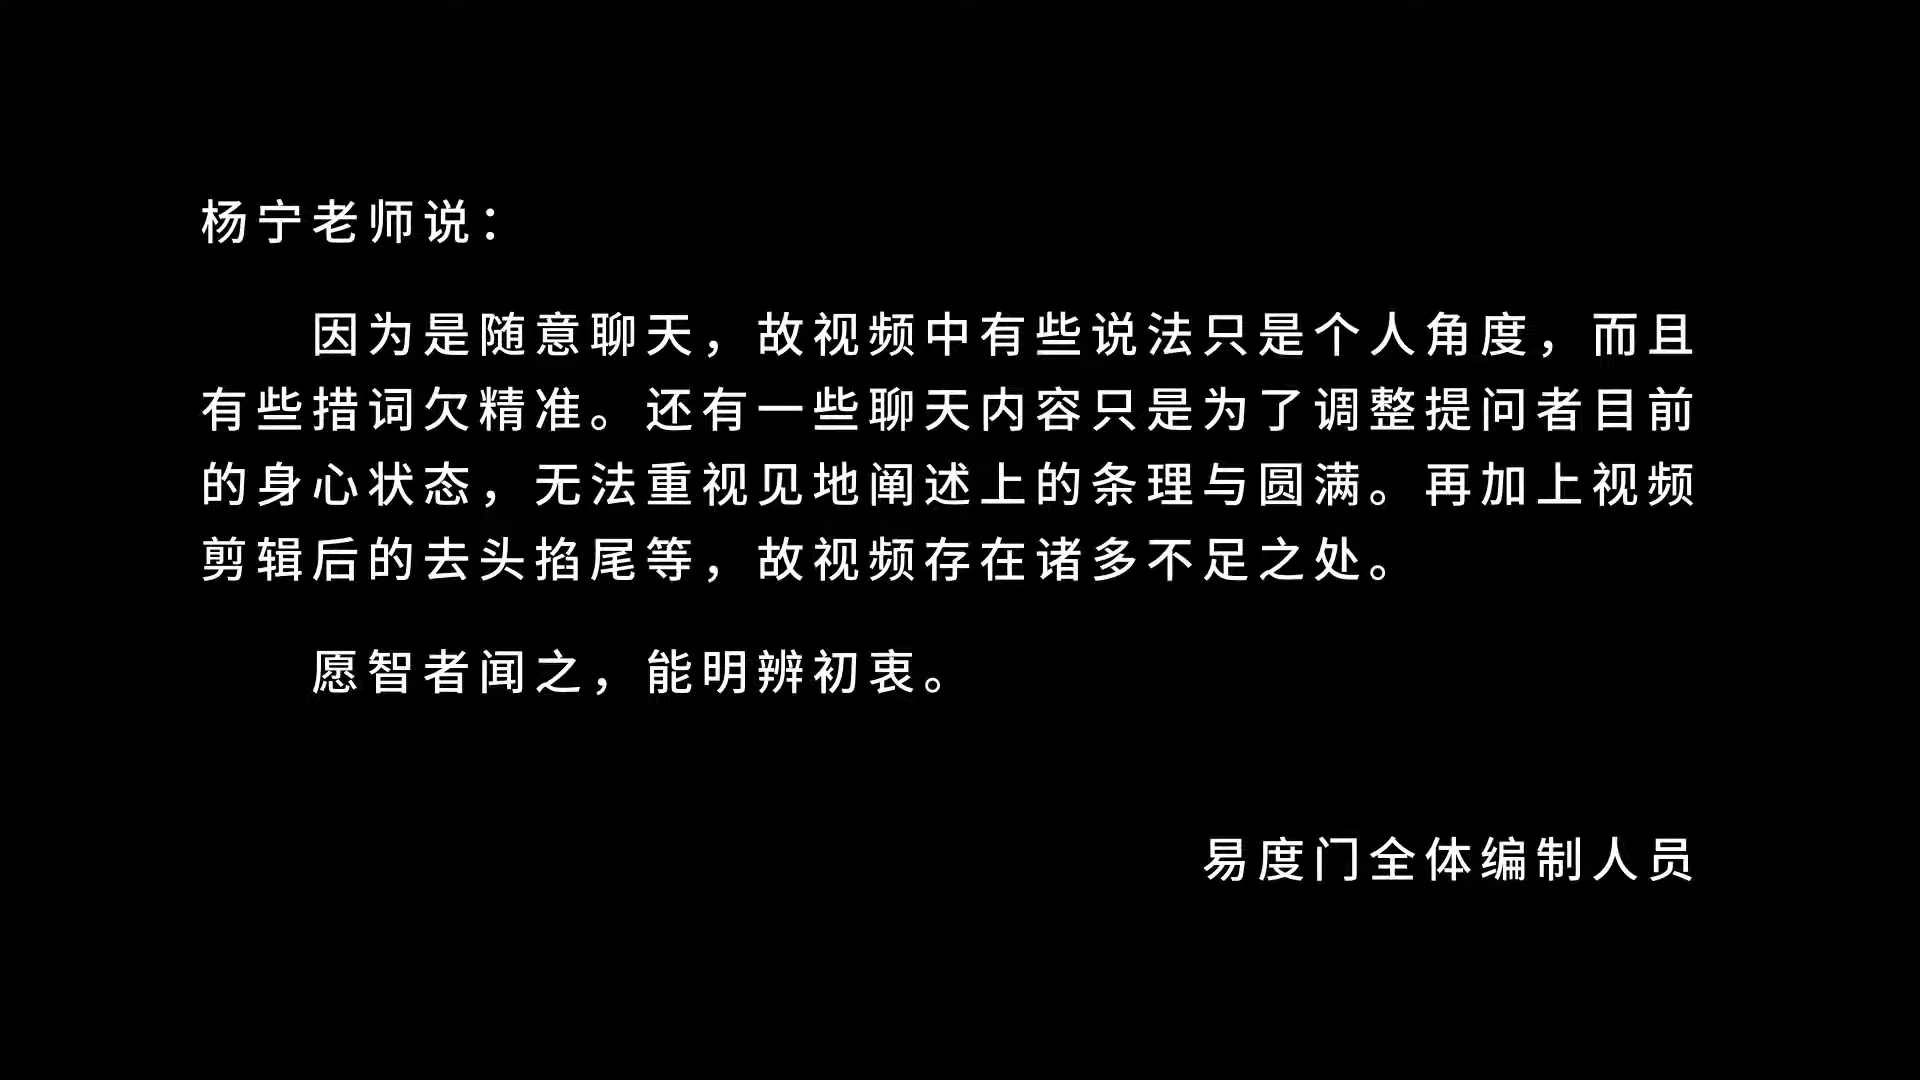 杨宁老师说：
因为是随意聊天，故视频中有些说法只是个人角度，而且
有些措词欠精准。还有一些聊天内容只是为了调整提问者目前
的身心状态，无法重视见地阐述上的条理与圆满。再加上视频
剪辑后的去头掐尾等，故视频存在诸多不足之处。
愿智者闻之，能明辨初衷。
易度门全体编制人员